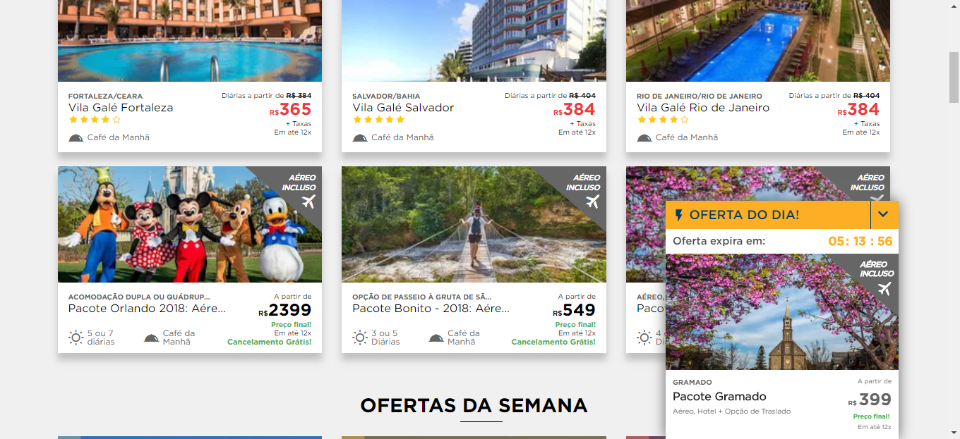 FORTALEZA/CEARA
Diárias a partir de R$ 384
Vila Galé Fortaleza
R$365
+ Taxas
Café da Manhã
Em até 12x
SALVADOR/BAHIA
Diárias a partir de R$ 404
Vila Galé Salvador
R$384
+ Taxas
Café da Manhã
Em até 12x
RIO DE JANEIRO/RIO DE JANEIRO
Diárias a partir de R$ 404
Vila Galé Rio de Janeiro
R$384
+ Taxas
Café da Manhã
Em até 12x
AÉREO
INCLUSO
ACOMODAÇÃO DUPLA OU QUÁDRUP...
A partir de
Pacote Orlando 2018: Aére...
R$2399
Preço final!
5 ou 7
diárias
Café da
Manhã
Em até 12x
Cancelamento Grátis!
AÉREO
INCLUSO
OPÇÃO DE PASSEIO À GRUTA DE SÃ...
A partir de
Pacote Bonito - 2018: Aére...
R$549
Preço final!
3 ou 5
diárias
Café da
Manhã
Em até 12x
Cancelamento Grátis!
AÉREO
INCLUSO
AÉREO,
Paco
4
diá
OFERTA DO DIA!
Oferta expira em:
05: 13 : 56
AÉREO
INCLUSO
GRAMADO
A partir de
Pacote Gramado
R$ 399
Aéreo, Hotel + Opção de Traslado
Preço final!
Em até 12x
OFERTAS DA SEMANA